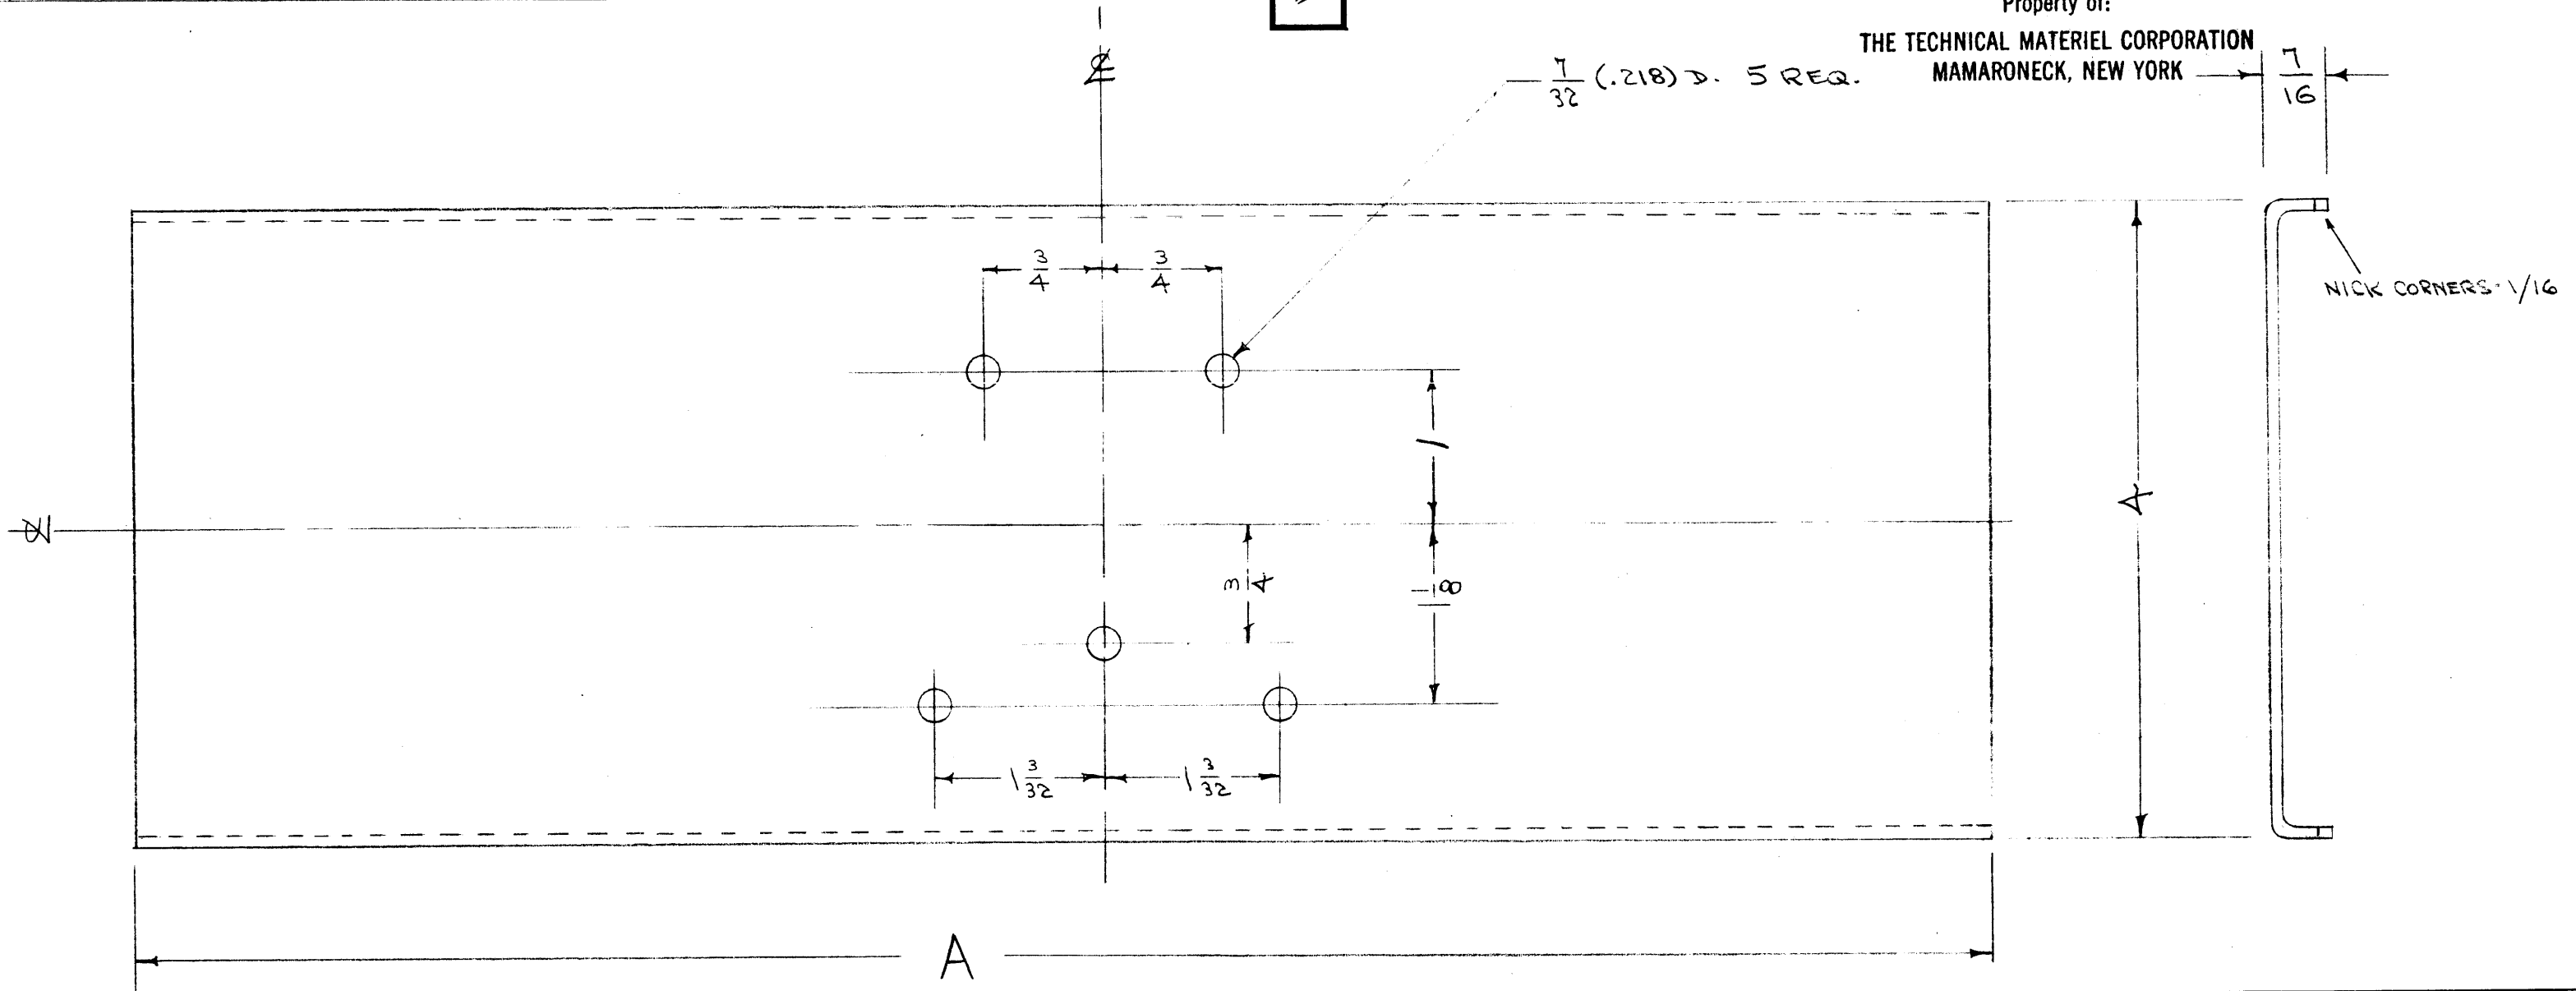 Property of:
THE TECHNICAL MATERIEL CORPORATION
MAMARONECK, NEW YORK
℄
7/32 (.218) D. 5 REQ.
7/16
3/4
3/4
NICK CORNERS-1/16
1
4
℄
3/4
1 1/8
1 3/32
1 3/32
A